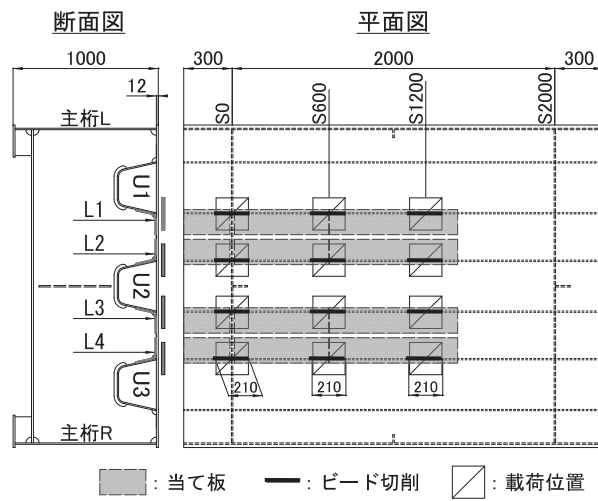 断面図
平面図
1000
300
2000
300
12
S0
S600
S1200
S2000
主桁L
U1
L1
L2
U2
L3
L4
U3
主桁R
210
210
210
: 当て板
: ビード切削
: 載荷位置